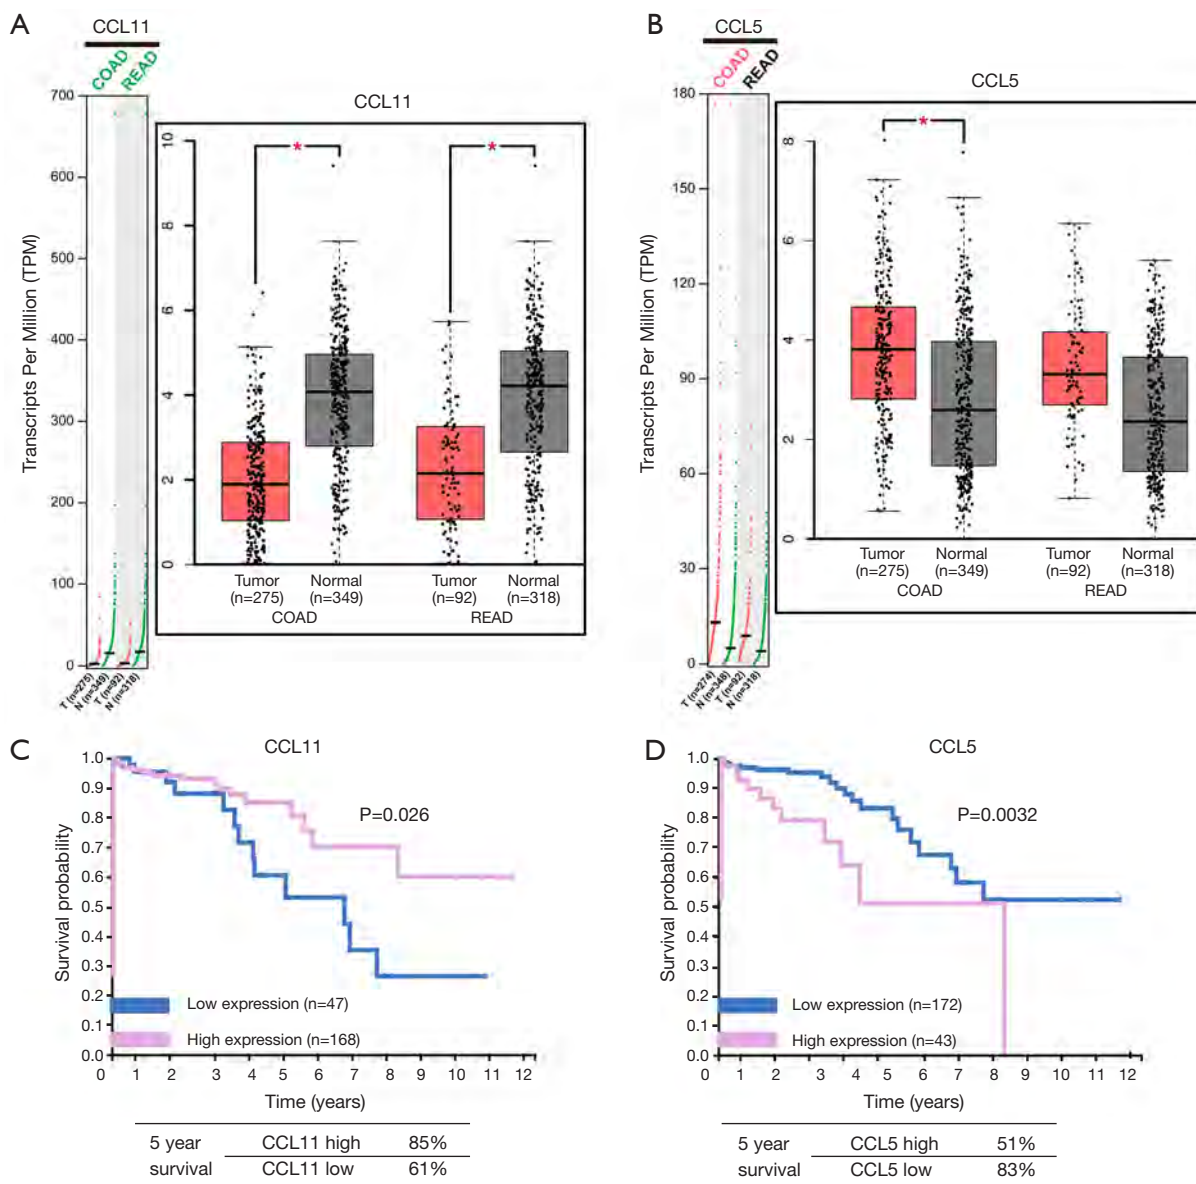 A
CCL11
COAD
READ
Transcripts Per Million (TPM)
700
600
500
400
300
200
100
0
T (n=275)
N (n=349)
T (n=92)
N (n=318)
CCL11
10
8
6
4
2
0
*
*
Tumor Normal Tumor Normal
(n=275) (n=349) (n=92) (n=318)
COAD READ
B
CCL5
COAD
READ
Transcripts Per Million (TPM)
180
150
120
90
60
30
0
T (n=274)
N (n=348)
T (n=92)
N (n=318)
CCL5
8
6
4
2
0
*
Tumor Normal Tumor Normal
(n=275) (n=349) (n=92) (n=318)
COAD READ
C
CCL11
Survival probability
1.0
0.9
0.8
0.7
0.6
0.5
0.4
0.3
0.2
0.1
0.0
P=0.026
Low expression (n=47)
High expression (n=168)
0 1 2 3 4 5 6 7 8 9 10 11 12
Time (years)
5 year CCL11 high 85%
survival CCL11 low 61%
D
CCL5
Survival probability
1.0
0.9
0.8
0.7
0.6
0.5
0.4
0.3
0.2
0.1
0.0
P=0.0032
Low expression (n=172)
High expression (n=43)
0 1 2 3 4 5 6 7 8 9 10 11 12
Time (years)
5 year CCL5 high 51%
survival CCL5 low 83%